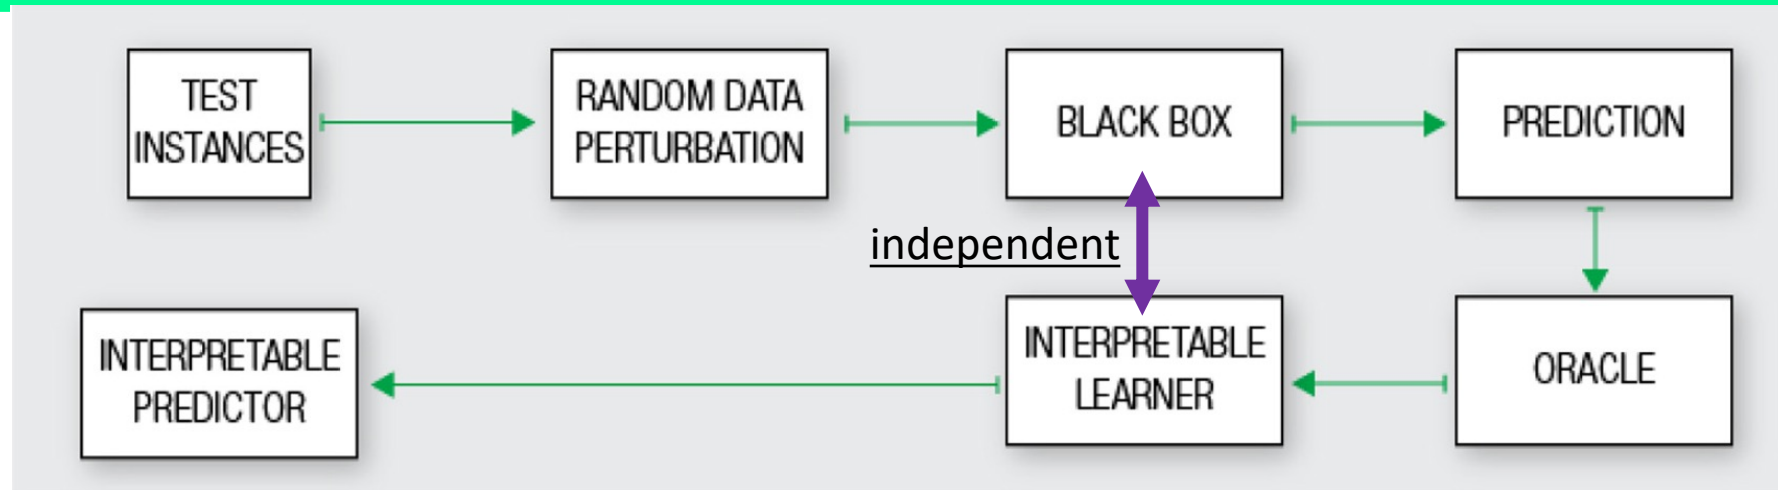 TEST
INSTANCES
RANDOM DATA
PERTURBATION
BLACK BOX
PREDICTION
independent
INTERPRETABLE
PREDICTOR
INTERPRETABLE
LEARNER
ORACLE